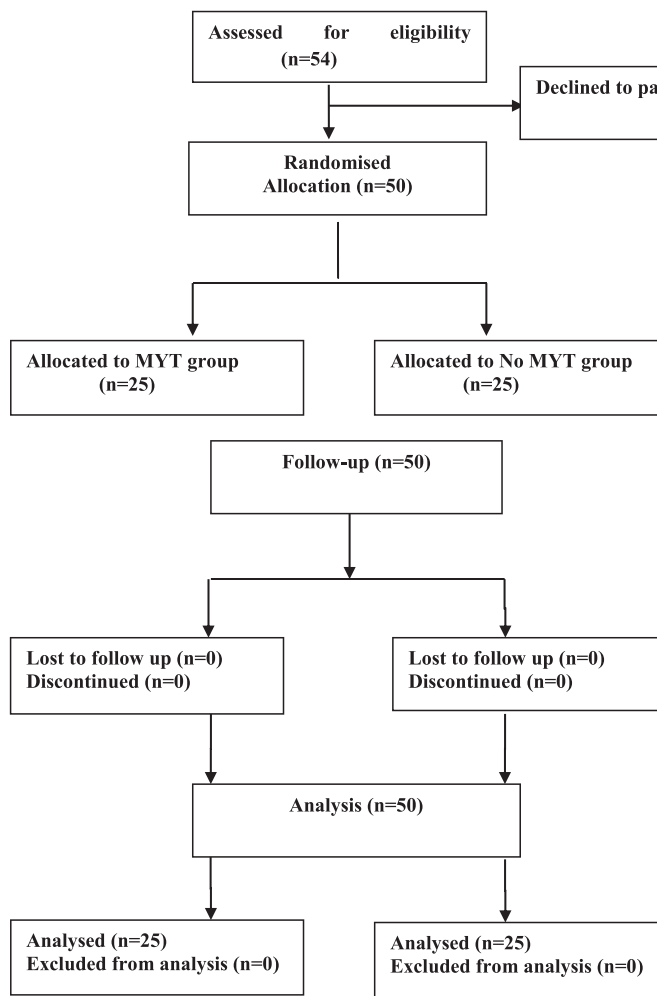 Assessed for eligibility
(n=54)
Declined to
Randomised
Allocation (n=50)
Allocated to MYT group
(n=25)
Allocated to No MYT group
(n=25)
Follow-up (n=50)
Lost to follow up (n=0)
Discontinued (n=0)
Lost to follow up (n=0)
Discontinued (n=0)
Analysis (n=50)
Analysed (n=25)
Excluded from analysis (n=0)
Analysed (n=25)
Excluded from analysis (n=0)